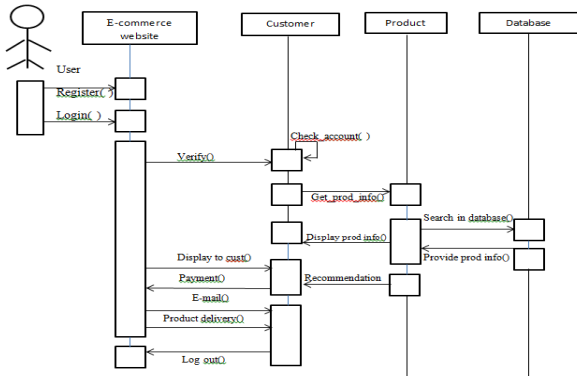 E-commerce
website
Customer
Product
Database
User
Register( )
Login( )
Check_account( )
Verify()
Get_prod_info()
Search in database()
Display prod info()
Provide prod info()
Display to cust()
Payment()
Recommendation
E-mail()
Product delivery()
Log out()